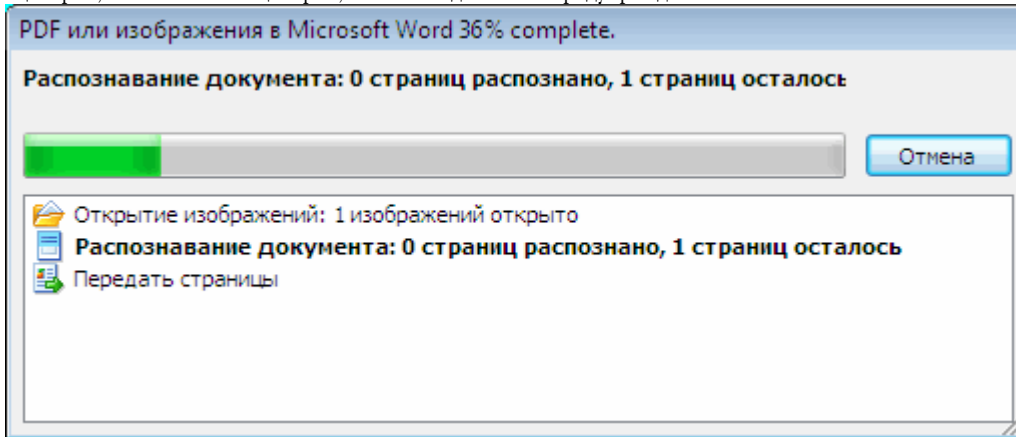 PDF или изображения в Microsoft Word 36% complete.
Распознавание документа: 0 страниц распознано, 1 страниц осталось
Отмена
Открытие изображений: 1 изображений открыто
Распознавание документа: 0 страниц распознано, 1 страниц осталось
Передать страницы